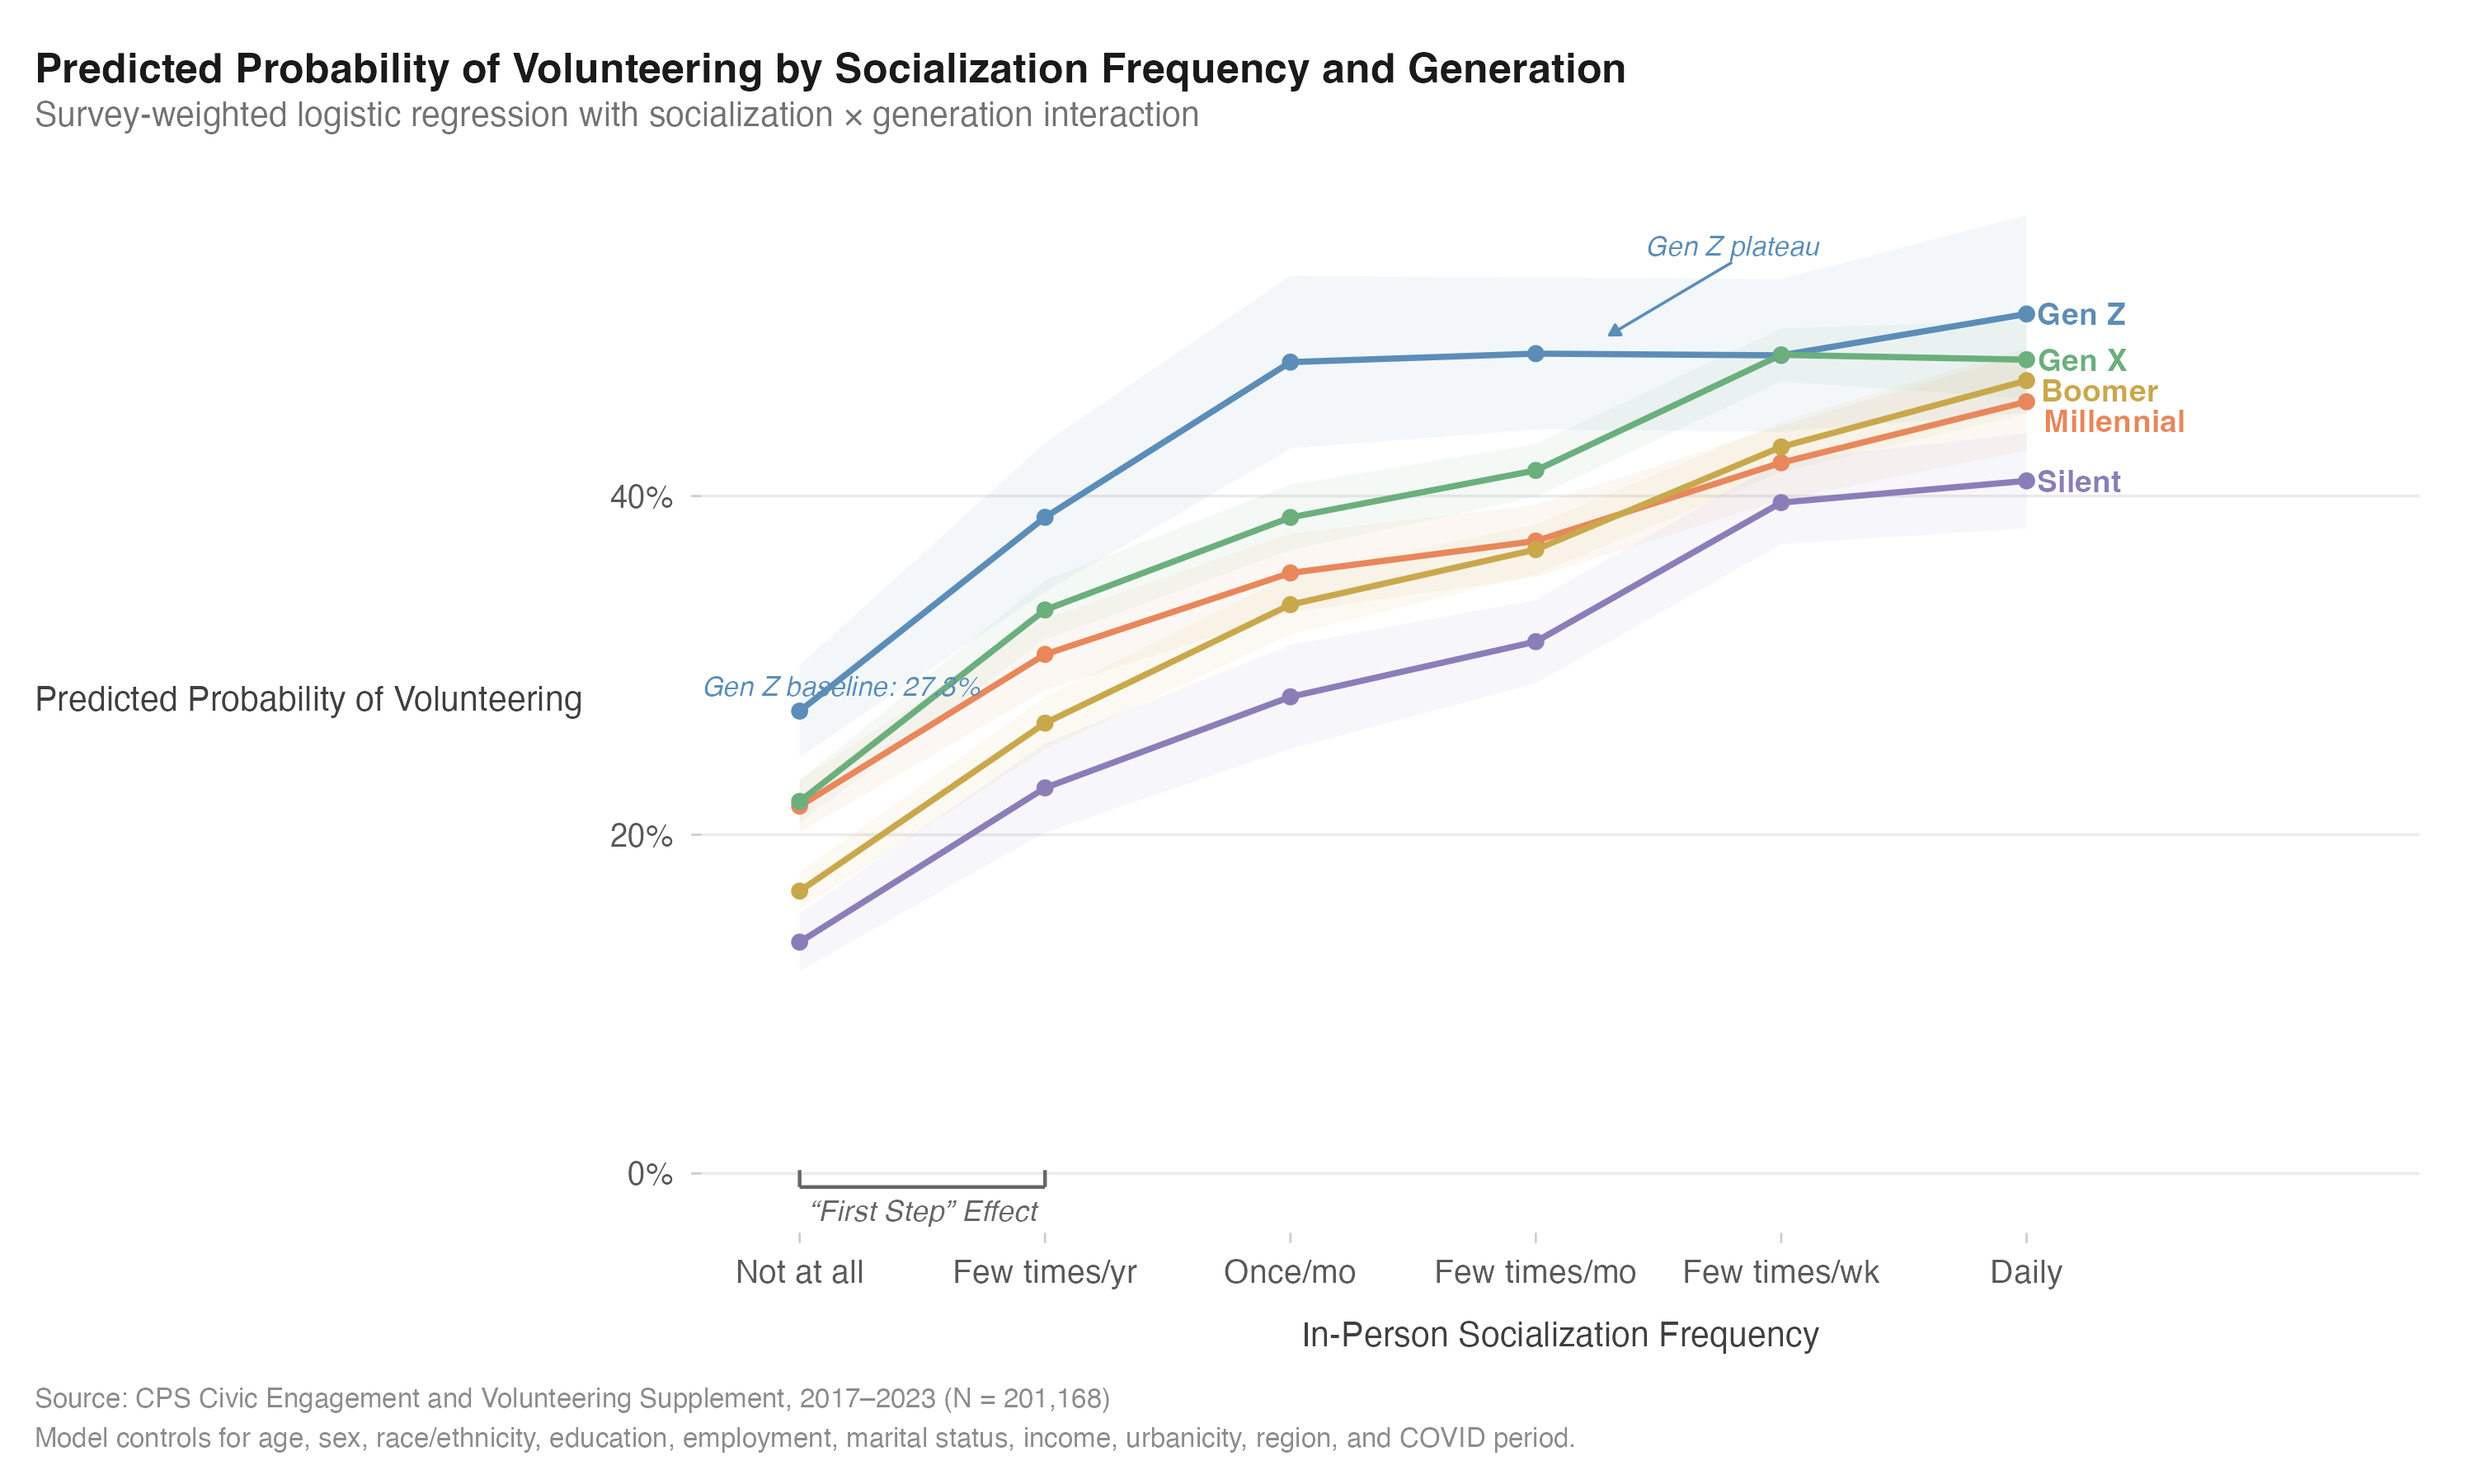 Predicted Probability of Volunteering by Socialization Frequency and Generation
Survey-weighted logistic regression with socialization × generation interaction
Gen Z plateau
Gen Z
Gen X
Boomer
Millennial
Silent
40%
Gen Z baseline: 27.3%
Predicted Probability of Volunteering
20%
0%
“First Step” Effect
Not at all
Few times/yr
Once/mo
Few times/mo
Few times/wk
Daily
In-Person Socialization Frequency
Source: CPS Civic Engagement and Volunteering Supplement, 2017–2023 (N = 201,168)
Model controls for age, sex, race/ethnicity, education, employment, marital status, income, urbanicity, region, and COVID period.